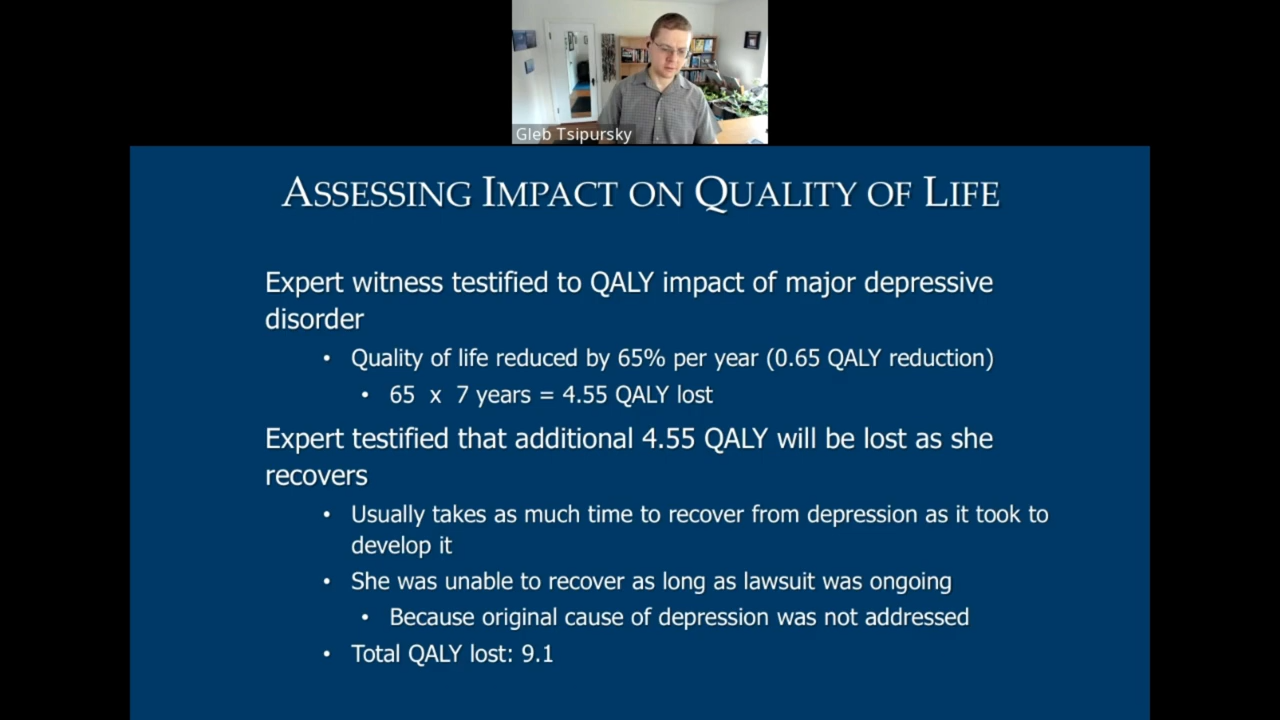 Gleb Tsipursky
ASSESSING IMPACT ON QUALITY OF LIFE
Expert witness testified to QALY impact of major depressive
disorder
• Quality of life reduced by 65% per year (0.65 QALY reduction)
• 65 x 7 years = 4.55 QALY lost
Expert testified that additional 4.55 QALY will be lost as she
recovers
• Usually takes as much time to recover from depression as it took to
develop it
• She was unable to recover as long as lawsuit was ongoing
• Because original cause of depression was not addressed
• Total QALY lost: 9.1